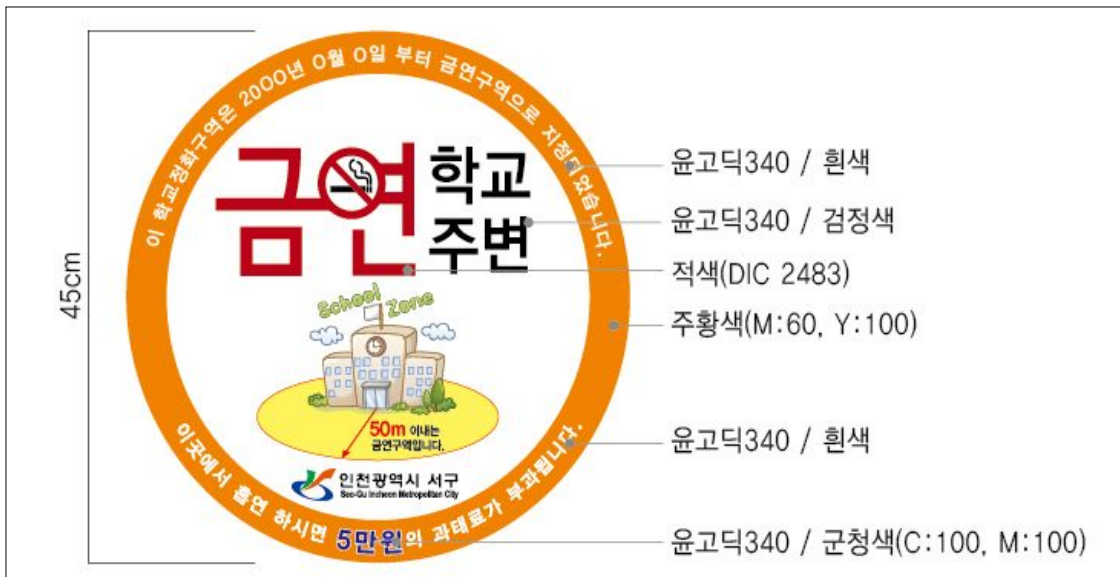 이 학교정화구역은 2000년 0월 0일 부터 금연구역으로 지정되었습니다.
금연 학교
주변
School Zone
50m 이내는
금연구역입니다.
인천광역시 서구
Seo-Gu Incheon Metropolitan City
이곳에서 흡연 하시면 5만원의 과태료가 부과됩니다.
45cm
윤고딕340 / 흰색
윤고딕340 / 검정색
적색(DIC 2483)
주황색(M:60, Y:100)
윤고딕340 / 흰색
윤고딕340 / 군청색(C:100, M:100)